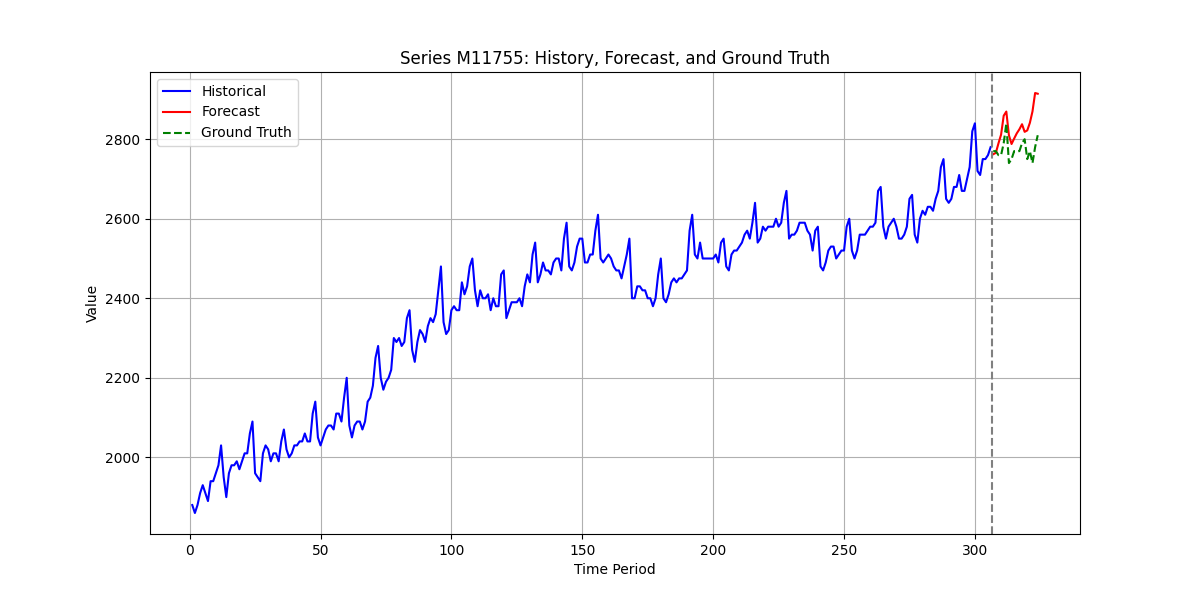 Series M11755: History, Forecast, and Ground Truth
Historical
Forecast
Ground Truth
Value
2800
2600
2400
2200
2000
0 50 100 150 200 250 300
Time Period